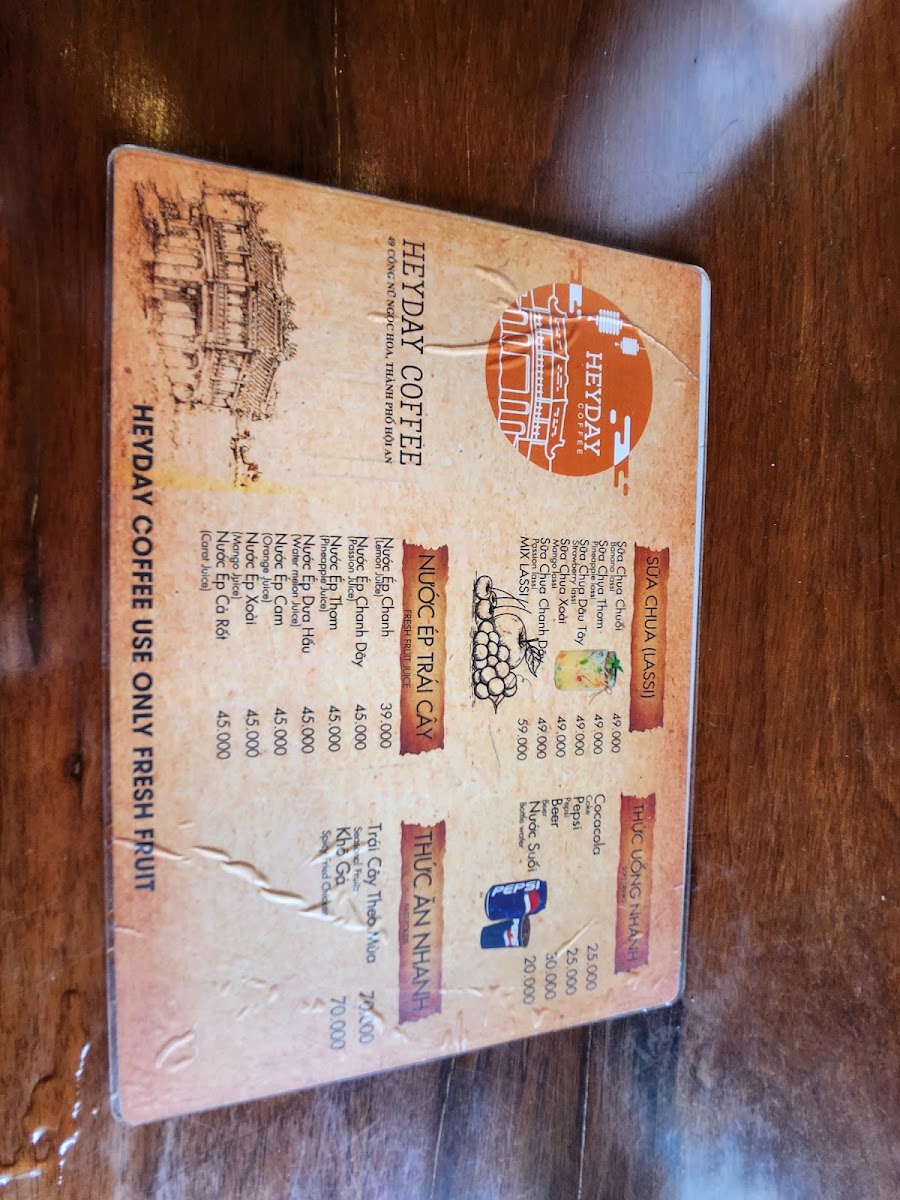 HEYDAY
COFFEE
HEYDAY COFFEE
49 CÔNG NỮ NGỌC HOA, THÀNH PHỐ HỘI AN
SỮA CHUA (LASSI)
Sữa Chua Chuối 49.000
Banana lassi
Sữa Chua Thơm 49.000
Pineapple lassi
Sữa Chua Dâu Tây 49.000
Strawberry lassi
Sữa Chua Xoài 49.000
Mango lassi
Sữa Chua Chanh Dây 49.000
Passion lassi
MIX LASSI 59.000
THỨC UỐNG NHANH
Cocacola 25.000
Coke
Pepsi 25.000
Pepsi
Beer 30.000
Beer
Nước Suối 20.000
Bottle water
PEPSI
NƯỚC ÉP TRÁI CÂY
FRESH FRUIT JUICE
Nước Ép Chanh 39.000
(Lemon Juice)
Nước Ép Chanh Dây 45.000
(Passion Juice)
Nước Ép Thơm 45.000
(Pineapple Juice)
Nước Ép Dưa Hấu 45.000
(Water melon Juice)
Nước Ép Cam 45.000
(Orange Juice)
Nước Ép Xoài 45.000
(Mango Juice)
Nước Ép Cà Rốt 45.000
(Carot Juice)
THỨC ĂN NHANH
Trái Cây Theo Mùa 70.000
Seasonal Fruits
Khô Gà 70.000
Spicy Fried Chicken
HEYDAY COFFEE USE ONLY FRESH FRUIT